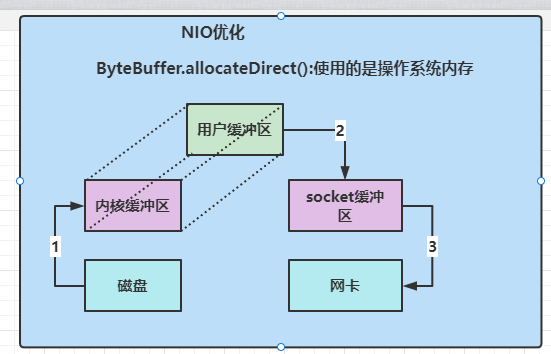 NIO优化
ByteBuffer.allocateDirect():使用的是操作系统内存
用户缓冲区
2
内核缓冲区
socket缓冲
区
1
3
磁盘
网卡